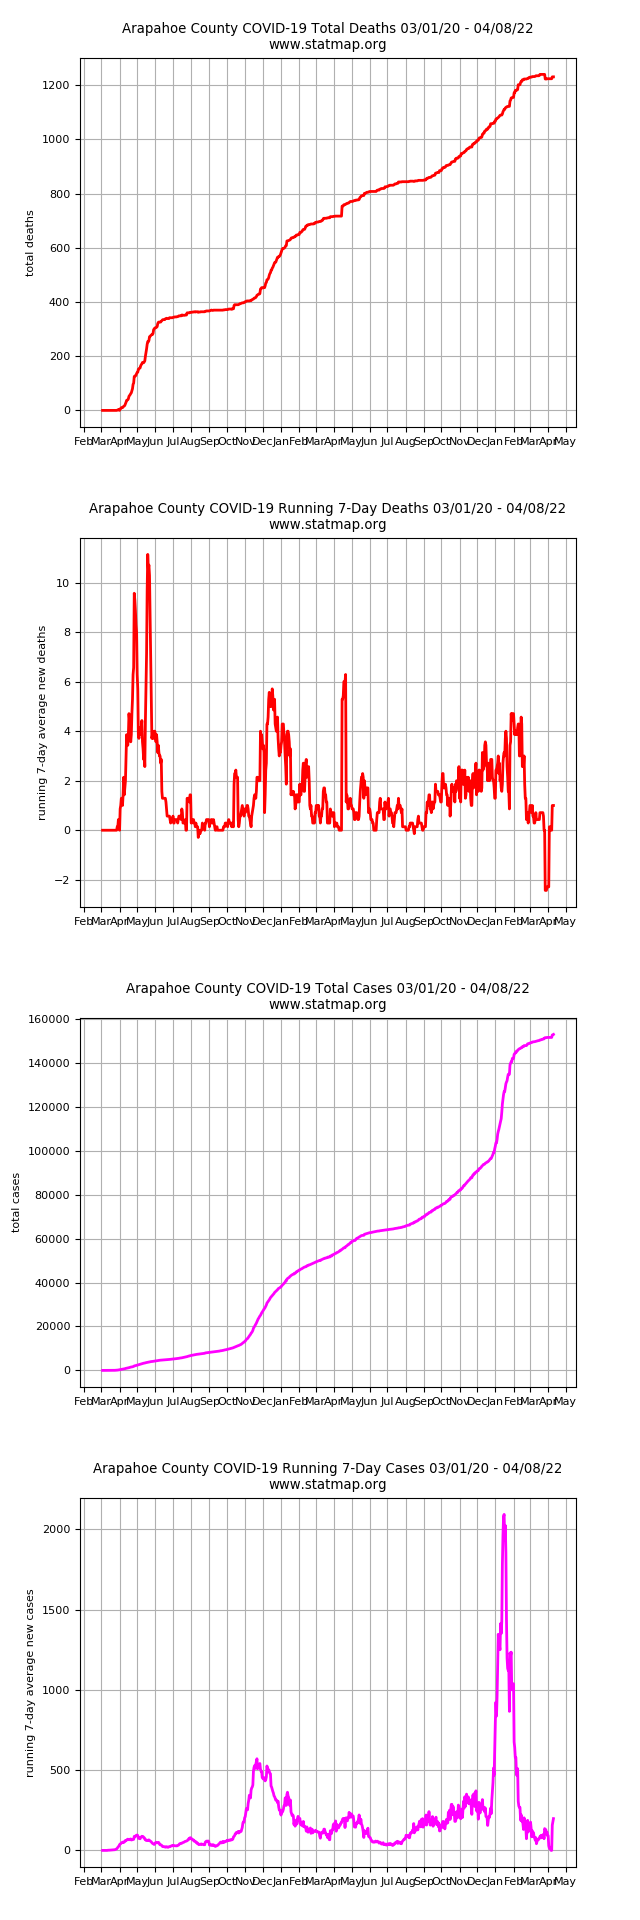 Arapahoe County COVID-19 Total Deaths 03/01/20 - 04/08/22
www.statmap.org
1200
1000
800
600
400
200
0
total deaths
Feb Mar Apr May Jun Jul Aug Sep Oct Nov Dec Jan Feb Mar Apr May Jun Jul Aug Sep Oct Nov Dec Jan Feb Mar Apr May
Arapahoe County COVID-19 Running 7-Day Deaths 03/01/20 - 04/08/22
www.statmap.org
10
8
6
4
2
0
−2
running 7-day average new deaths
Feb Mar Apr May Jun Jul Aug Sep Oct Nov Dec Jan Feb Mar Apr May Jun Jul Aug Sep Oct Nov Dec Jan Feb Mar Apr May
Arapahoe County COVID-19 Total Cases 03/01/20 - 04/08/22
www.statmap.org
160000
140000
120000
100000
80000
60000
40000
20000
0
total cases
Feb Mar Apr May Jun Jul Aug Sep Oct Nov Dec Jan Feb Mar Apr May Jun Jul Aug Sep Oct Nov Dec Jan Feb Mar Apr May
Arapahoe County COVID-19 Running 7-Day Cases 03/01/20 - 04/08/22
www.statmap.org
2000
1500
1000
500
0
running 7-day average new cases
Feb Mar Apr May Jun Jul Aug Sep Oct Nov Dec Jan Feb Mar Apr May Jun Jul Aug Sep Oct Nov Dec Jan Feb Mar Apr May